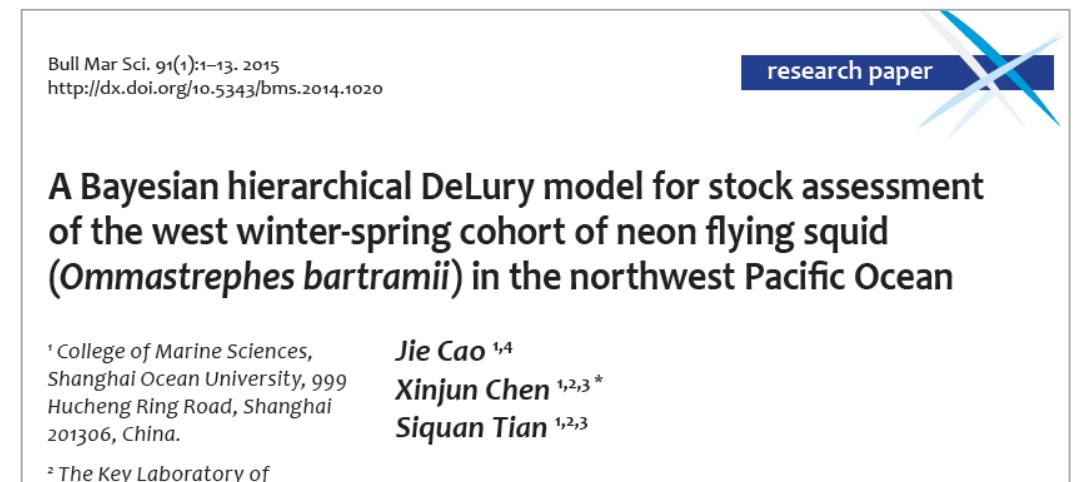 Bull Mar Sci. 91(1):1–13. 2015
http://dx.doi.org/10.5343/bms.2014.1020
research paper
A Bayesian hierarchical DeLury model for stock assessment
of the west winter-spring cohort of neon flying squid
(Ommastrephes bartramii) in the northwest Pacific Ocean
¹ College of Marine Sciences,
Shanghai Ocean University, 999
Hucheng Ring Road, Shanghai
201306, China.
² The Key Laboratory of
Jie Cao ¹,⁴
Xinjun Chen ¹,²,³ *
Siquan Tian ¹,²,³